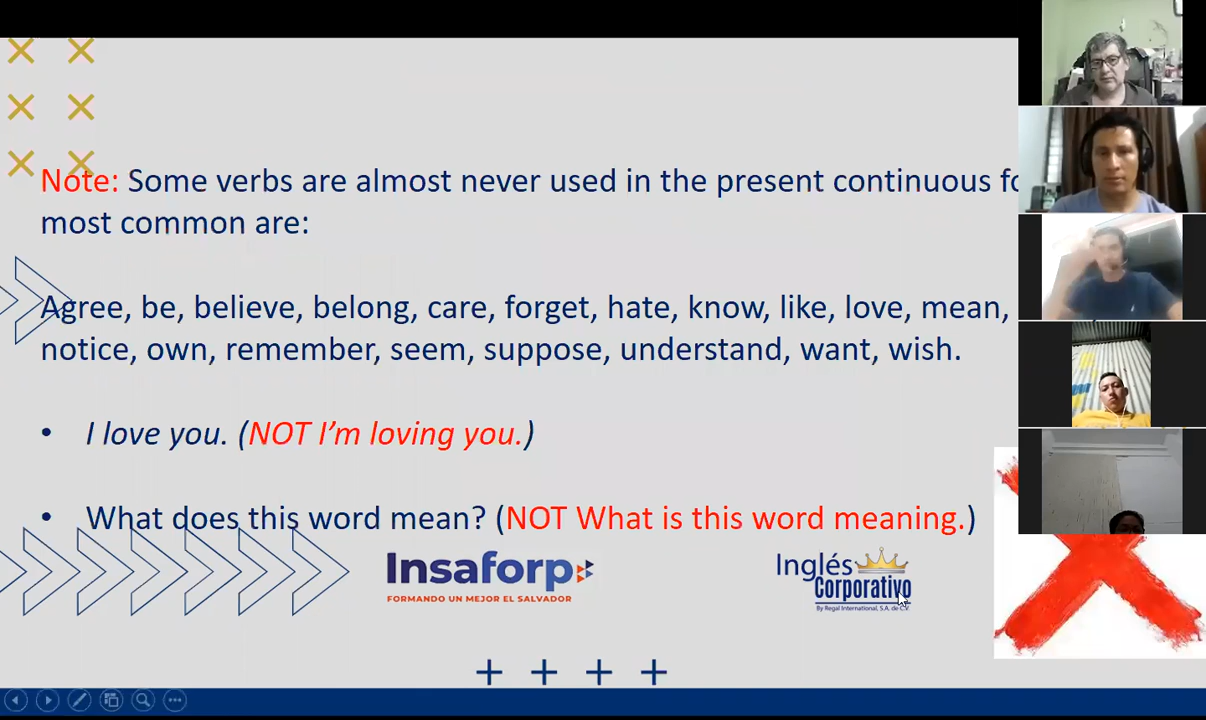 Note: Some verbs are almost never used in the present continuous
most common are:
Agree, be, believe, belong, care, forget, hate, know, like, love, mean,
notice, own, remember, seem, suppose, understand, want, wish.
• I love you. (NOT I’m loving you.)
• What does this word mean? (NOT What is this word meaning.)
Insaforp
FORMANDO UN MEJOR EL SALVADOR
Inglés
Corporativo
By Regal International, S.A. de C.V.